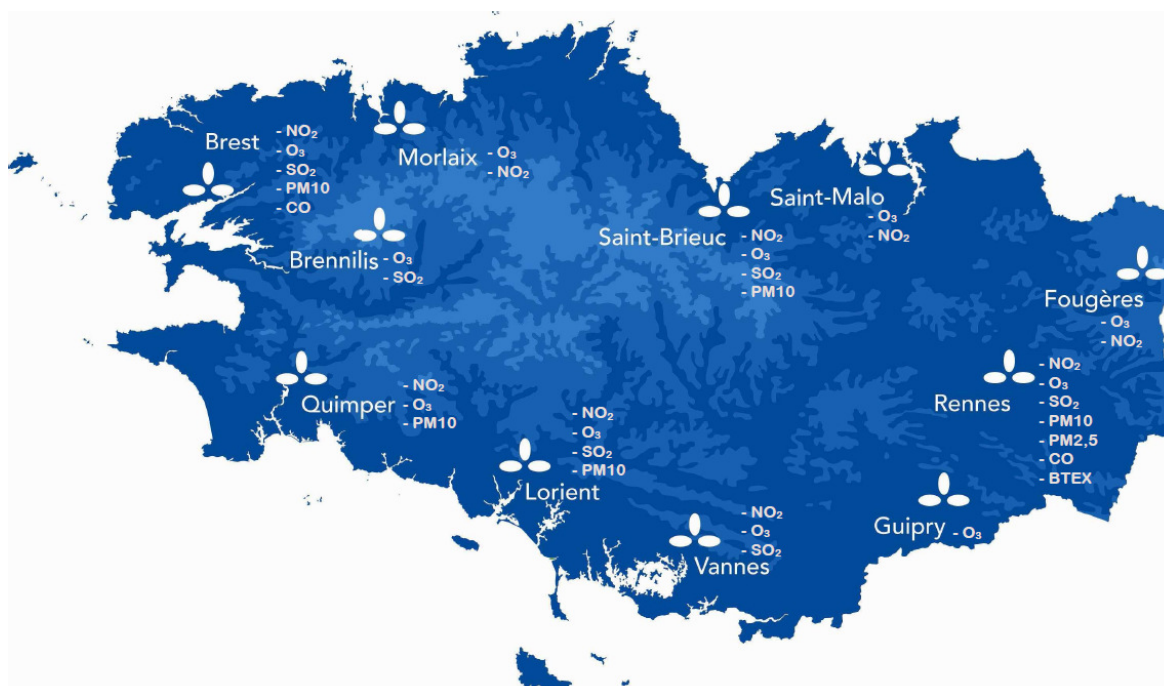 Brest
- NO₂
- O₃
- SO₂
- PM10
- CO
Morlaix
- O₃
- NO₂
Brennilis
- O₃
- SO₂
Saint-Brieuc
- NO₂
- O₃
- SO₂
- PM10
Saint-Malo
- O₃
- NO₂
Fougères
- O₃
- NO₂
Quimper
- NO₂
- O₃
- PM10
Lorient
- NO₂
- O₃
- SO₂
- PM10
Rennes
- NO₂
- O₃
- SO₂
- PM10
- PM2,5
- CO
- BTEX
Vannes
- NO₂
- O₃
- SO₂
Guipry - O₃